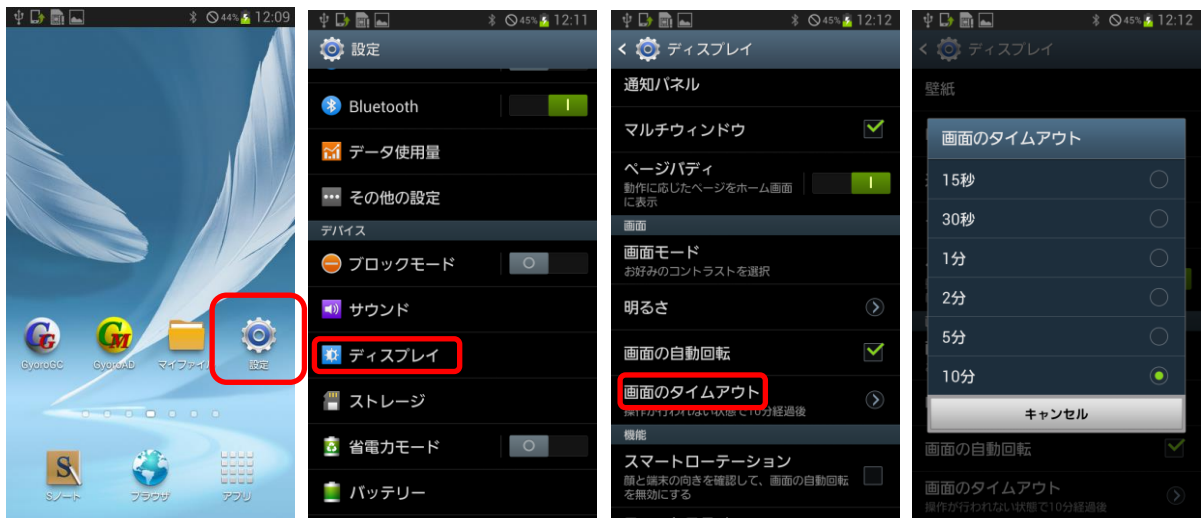 44% 12:09
GyoroGC
GyoroAD
マイファイル
設定
Sノート
ブラウザ
アプリ
45% 12:11
設定
Bluetooth
データ使用量
その他の設定
デバイス
ブロックモード
サウンド
ディスプレイ
ストレージ
省電力モード
バッテリー
45% 12:12
ディスプレイ
通知パネル
マルチウィンドウ
ページバディ
動作に応じたページをホーム画面
に表示
画面
画面モード
お好みのコントラストを選択
明るさ
画面の自動回転
画面のタイムアウト
操作が行われない状態で10分経過後
機能
スマートローテーション
顔と端末の向きを確認して、画面の自動回転
を無効にする
45% 12:12
ディスプレイ
壁紙
画面のタイムアウト
15秒
30秒
1分
2分
5分
10分
キャンセル
画面の自動回転
画面のタイムアウト
操作が行われない状態で10分経過後